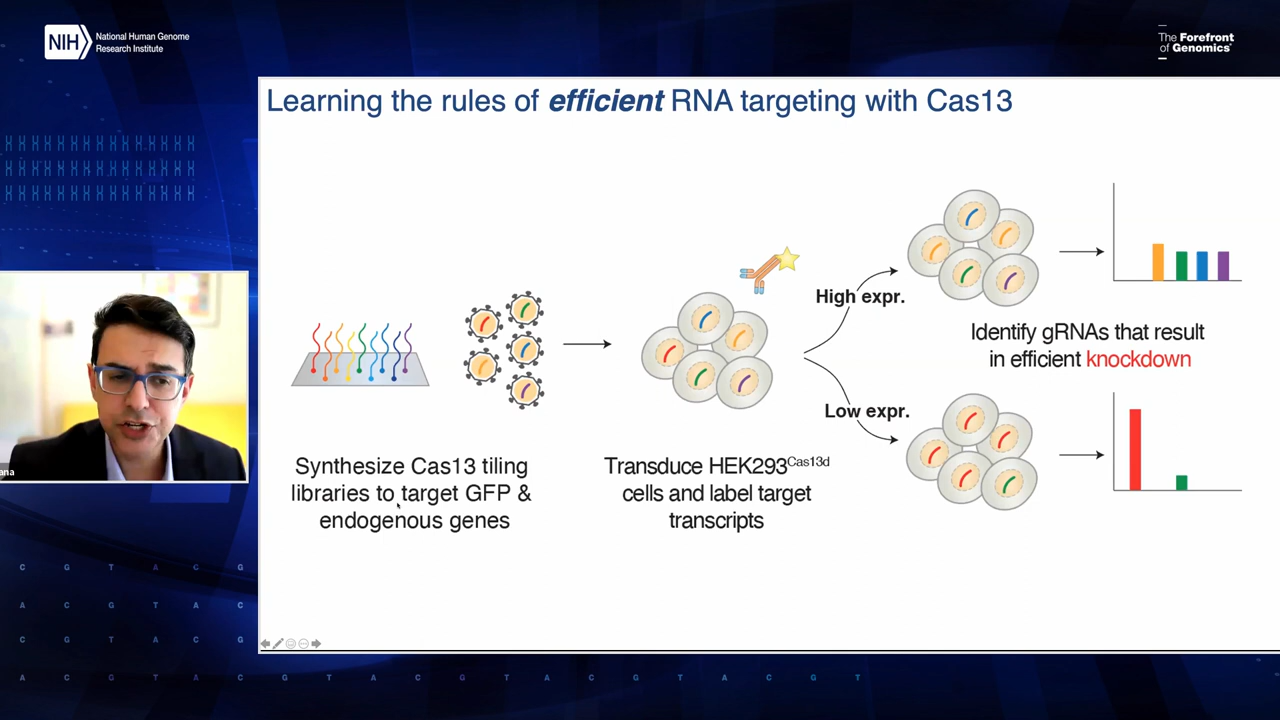 NIH
National Human Genome
Research Institute
The Forefront
of Genomics®
Learning the rules of efficient RNA targeting with Cas13
High expr.
Identify gRNAs that result
in efficient knockdown
Low expr.
Synthesize Cas13 tiling
libraries to target GFP &
endogenous genes
Transduce HEK293Cas13d
cells and label target
transcripts
ana
C G T A C G
A C G T A C
C G T A C G
A C G T A C G T A C G T A C G T A C G T